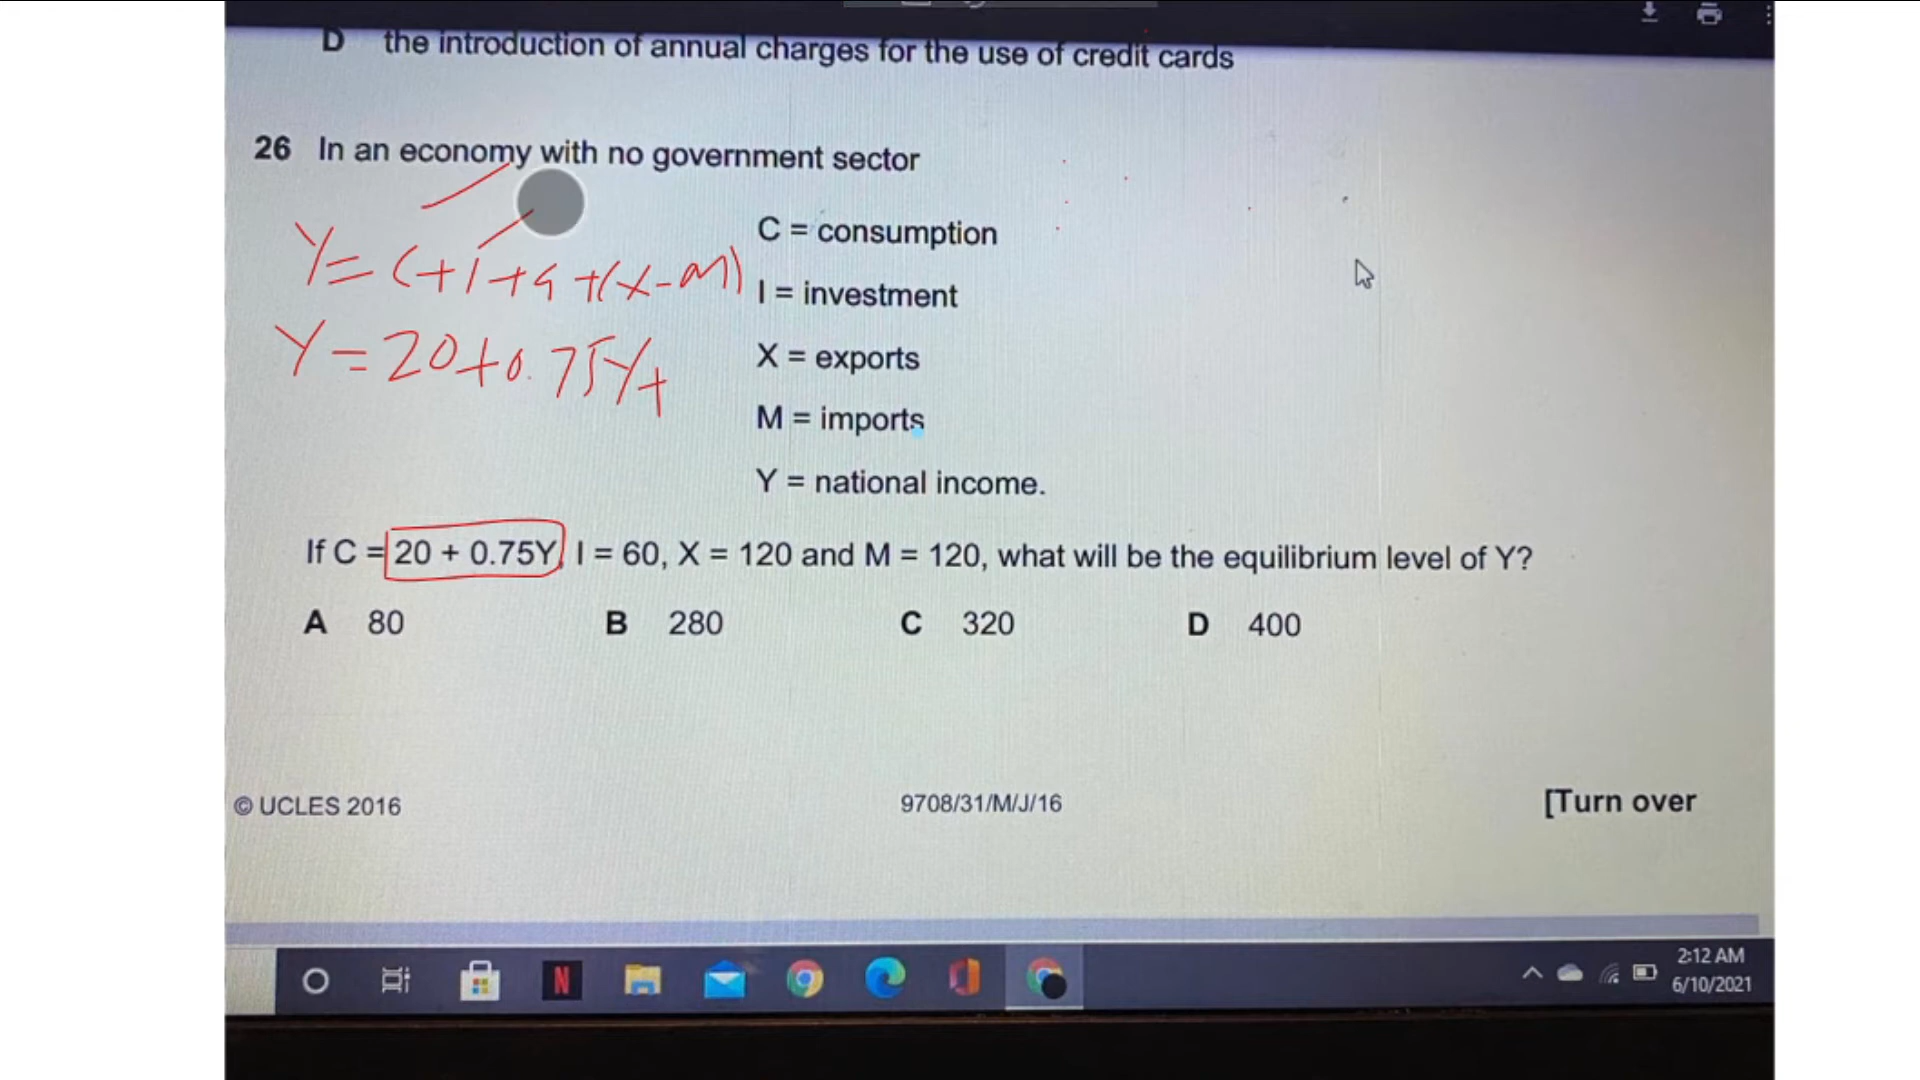 D the introduction of annual charges for the use of credit cards
26 In an economy with no government sector
C = consumption
Y=C+I+G+(X-M)
I = investment
Y=20+0.75Y+
X = exports
M = imports
Y = national income.
If C = 20 + 0.75Y, I = 60, X = 120 and M = 120, what will be the equilibrium level of Y?
A 80 B 280 C 320 D 400
© UCLES 2016 9708/31/M/J/16 [Turn over
2:12 AM
6/10/2021